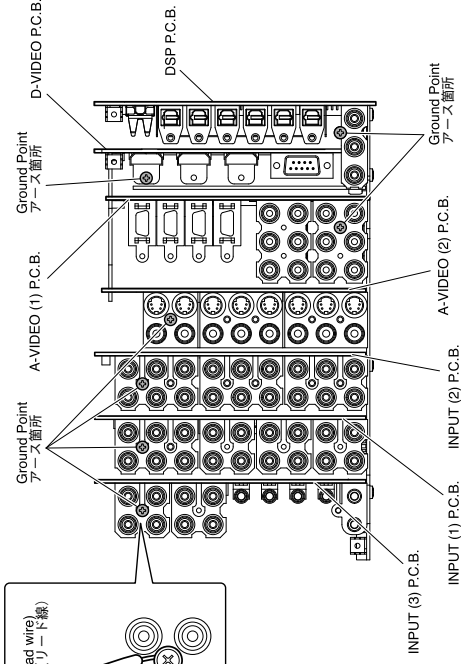 D-VIDEO P.C.B.
DSP P.C.B.
Ground Point
アース箇所
A-VIDEO (1) P.C.B.
Ground Point
アース箇所
Ground Point
アース箇所
A-VIDEO (2) P.C.B.
INPUT (2) P.C.B.
INPUT (1) P.C.B.
INPUT (3) P.C.B.
wire)
リード線)